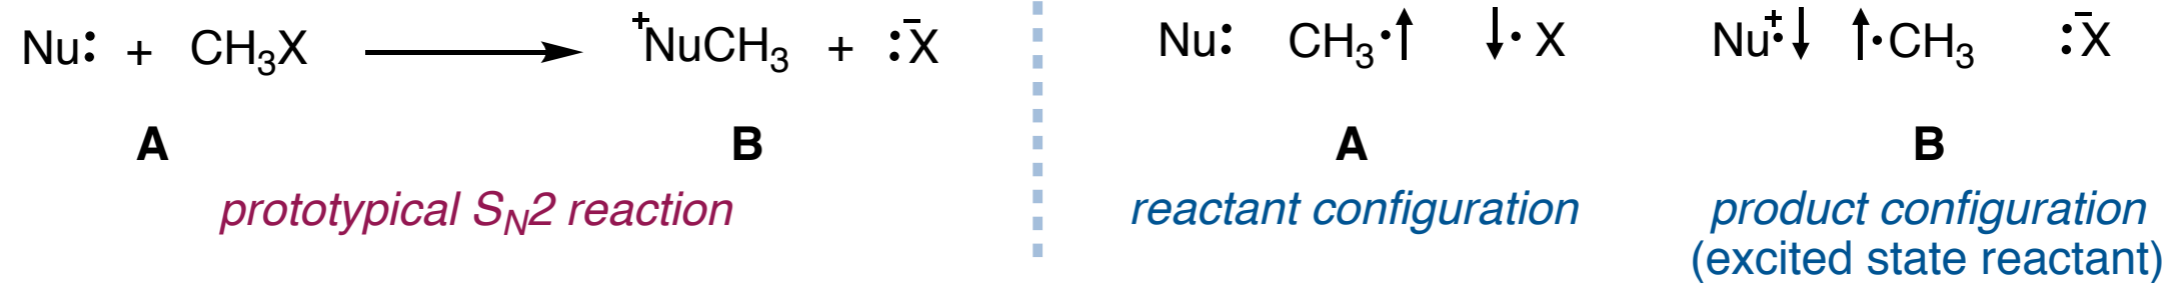 Nu: + CH₃X → ⁺NuCH₃ + :X̄
A B
prototypical Sₙ2 reaction
Nu: CH₃·↑ ↓·X
A
reactant configuration
Nu⁺:↓ ↑·CH₃ :X̄
B
product configuration
(excited state reactant)